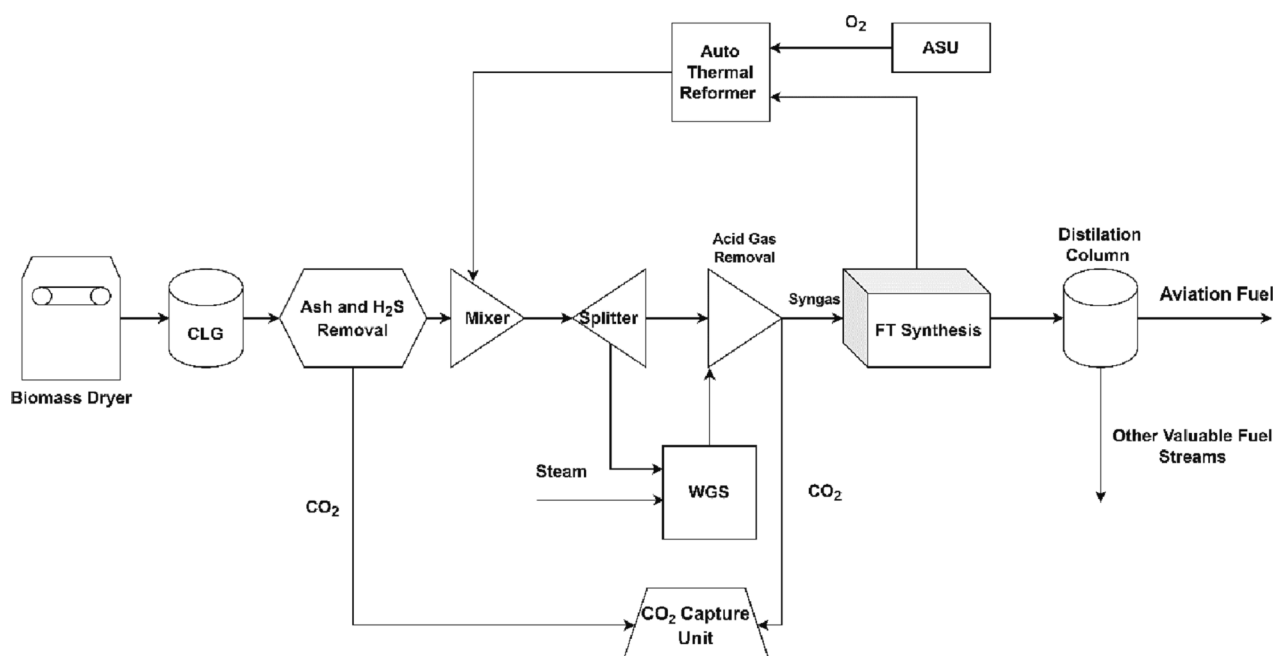 O2
ASU
Auto
Thermal
Reformer
Acid Gas
Removal
Distilation
Column
Ash and H2S
Removal
CLG
Mixer
Splitter
Syngas
FT Synthesis
Aviation Fuel
Biomass Dryer
Other Valuable Fuel
Streams
Steam
WGS
CO2
CO2
CO2 Capture
Unit